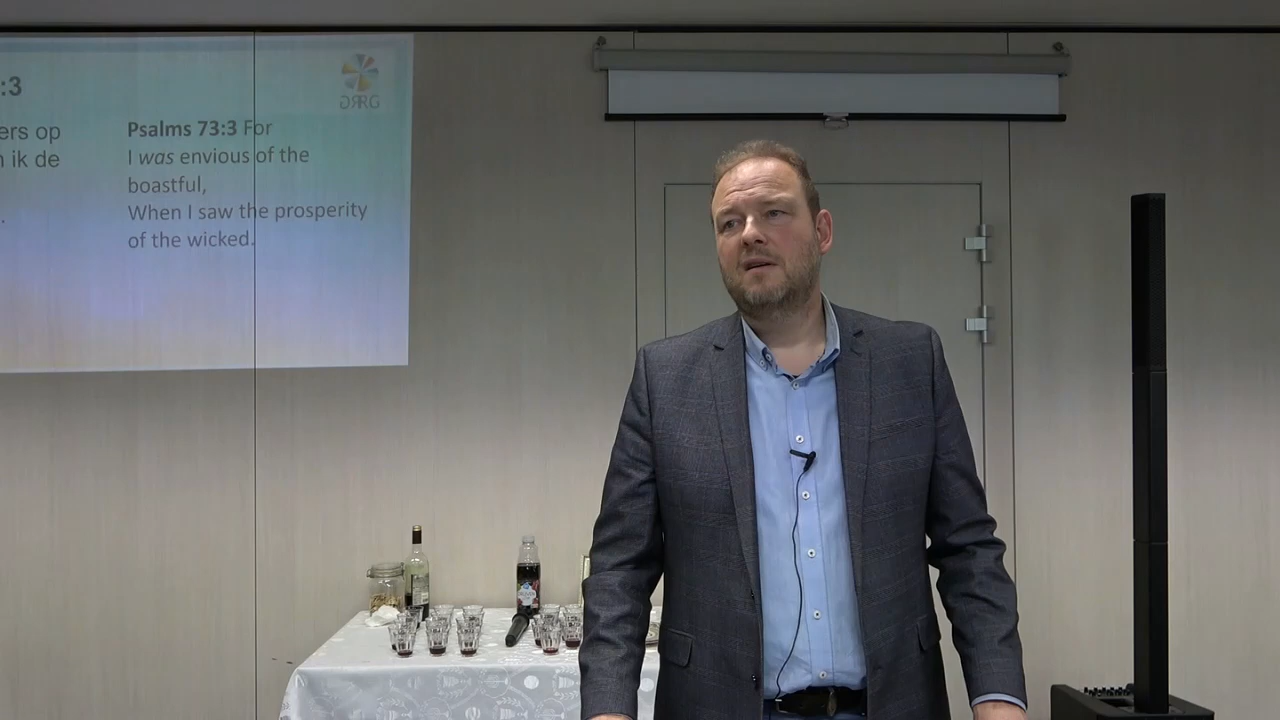 :3
ers op
n ik de
.
GRRG
Psalms 73:3 For
I was envious of the
boastful,
When I saw the prosperity
of the wicked.